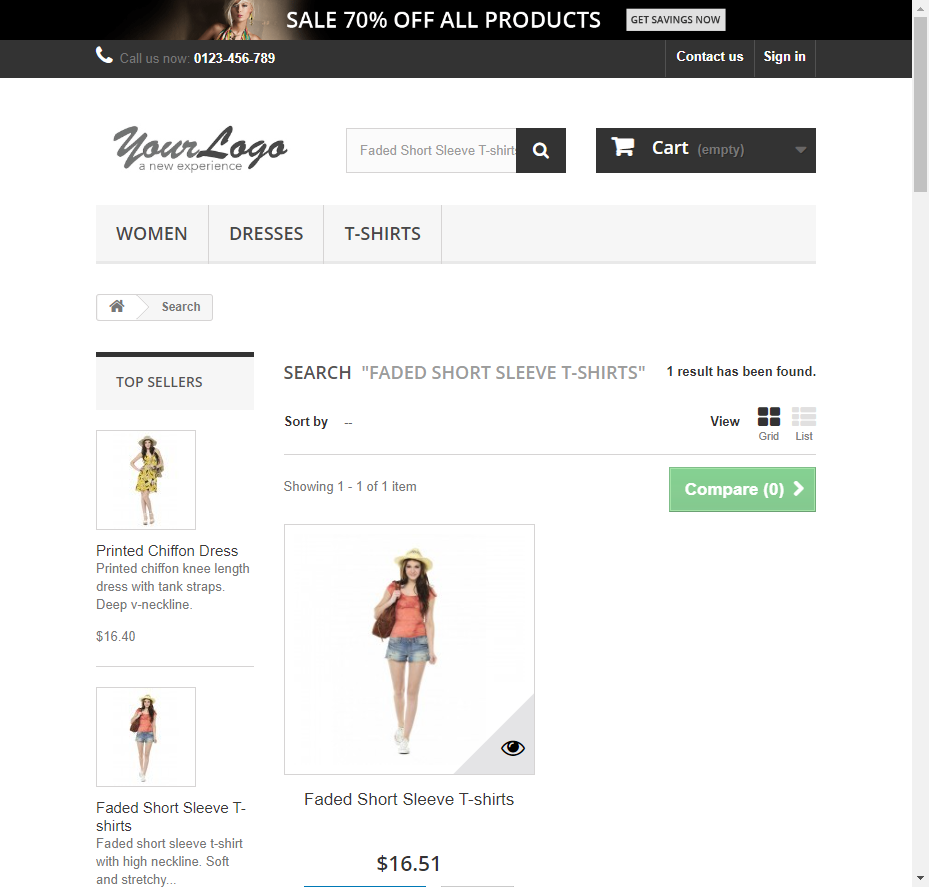 SALE 70% OFF ALL PRODUCTS GET SAVINGS NOW
Call us now: 0123-456-789
Contact us
Sign in
YourLogo
a new experience
Faded Short Sleeve T-shirts
Cart (empty)
WOMEN
DRESSES
T-SHIRTS
Search
TOP SELLERS
Printed Chiffon Dress
Printed chiffon knee length
dress with tank straps.
Deep v-neckline.
$16.40
Faded Short Sleeve T-
shirts
Faded short sleeve t-shirt
with high neckline. Soft
and stretchy...
SEARCH "FADED SHORT SLEEVE T-SHIRTS"
1 result has been found.
Sort by --
View
Grid
List
Showing 1 - 1 of 1 item
Compare (0)
Faded Short Sleeve T-shirts
$16.51